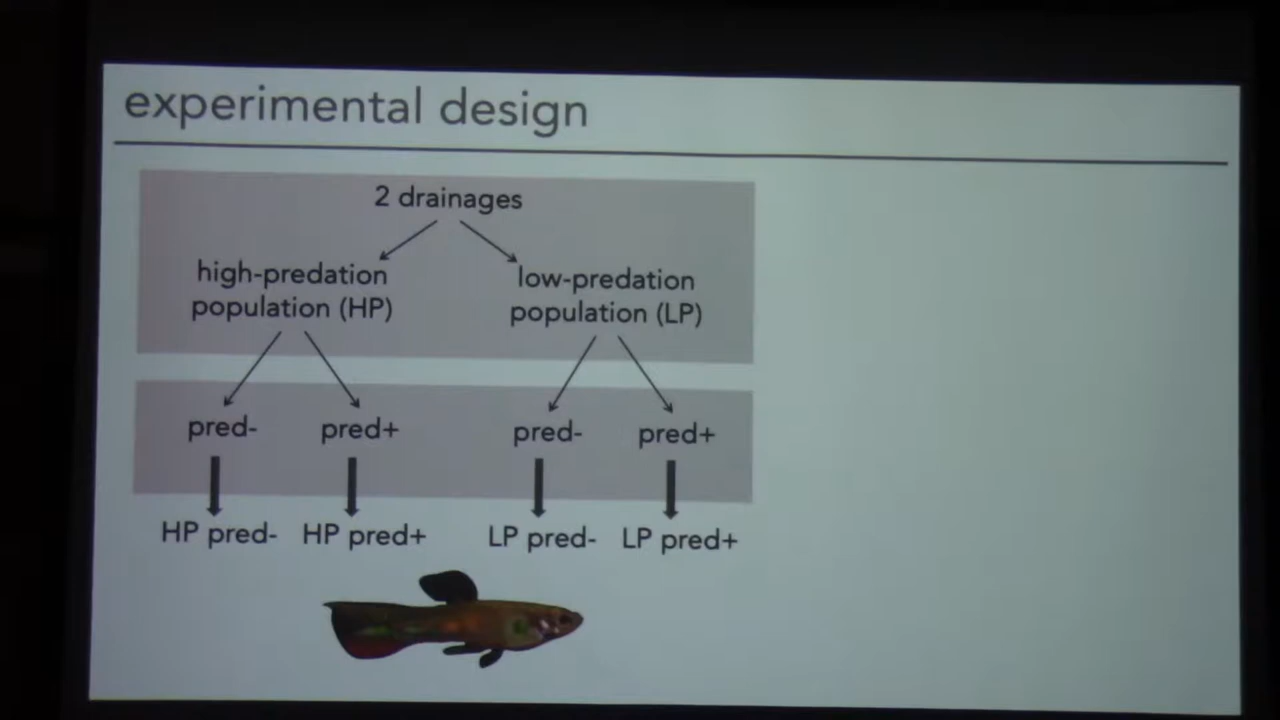 experimental design
2 drainages
high-predation
population (HP)
low-predation
population (LP)
pred-
pred+
pred-
pred+
HP pred-
HP pred+
LP pred-
LP pred+